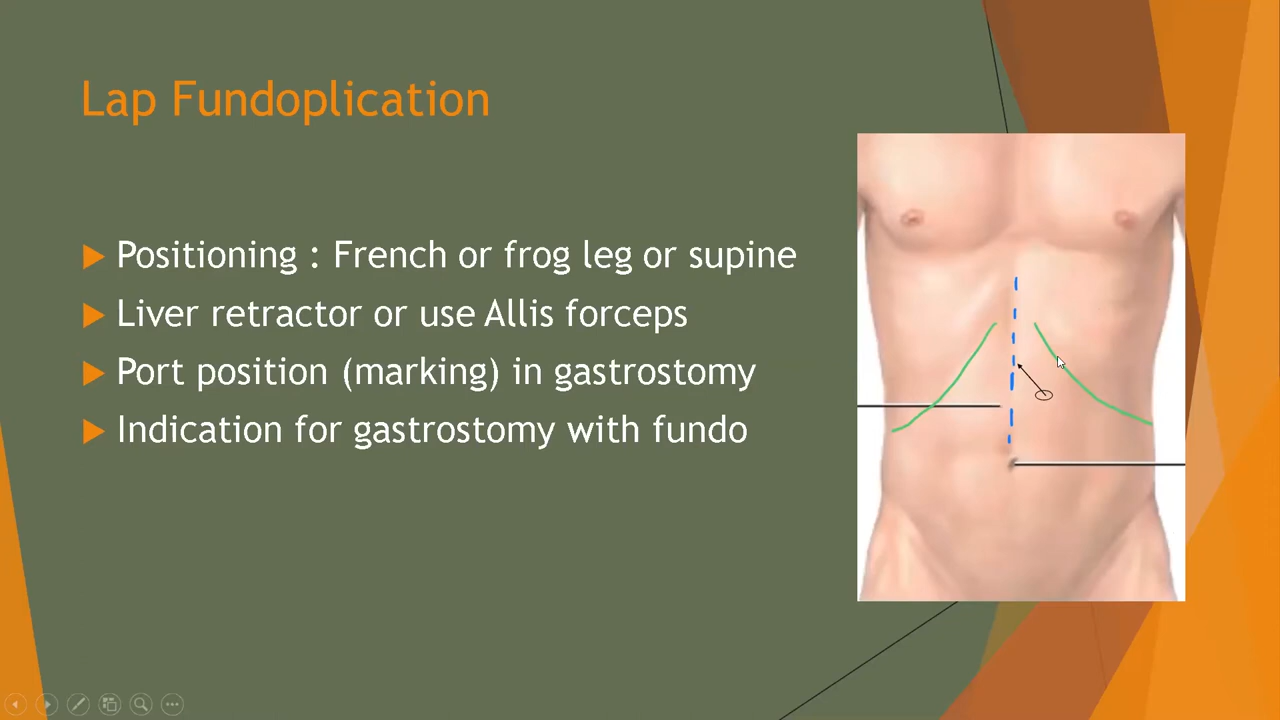 Lap Fundoplication
Positioning : French or frog leg or supine
Liver retractor or use Allis forceps
Port position (marking) in gastrostomy
Indication for gastrostomy with fundo